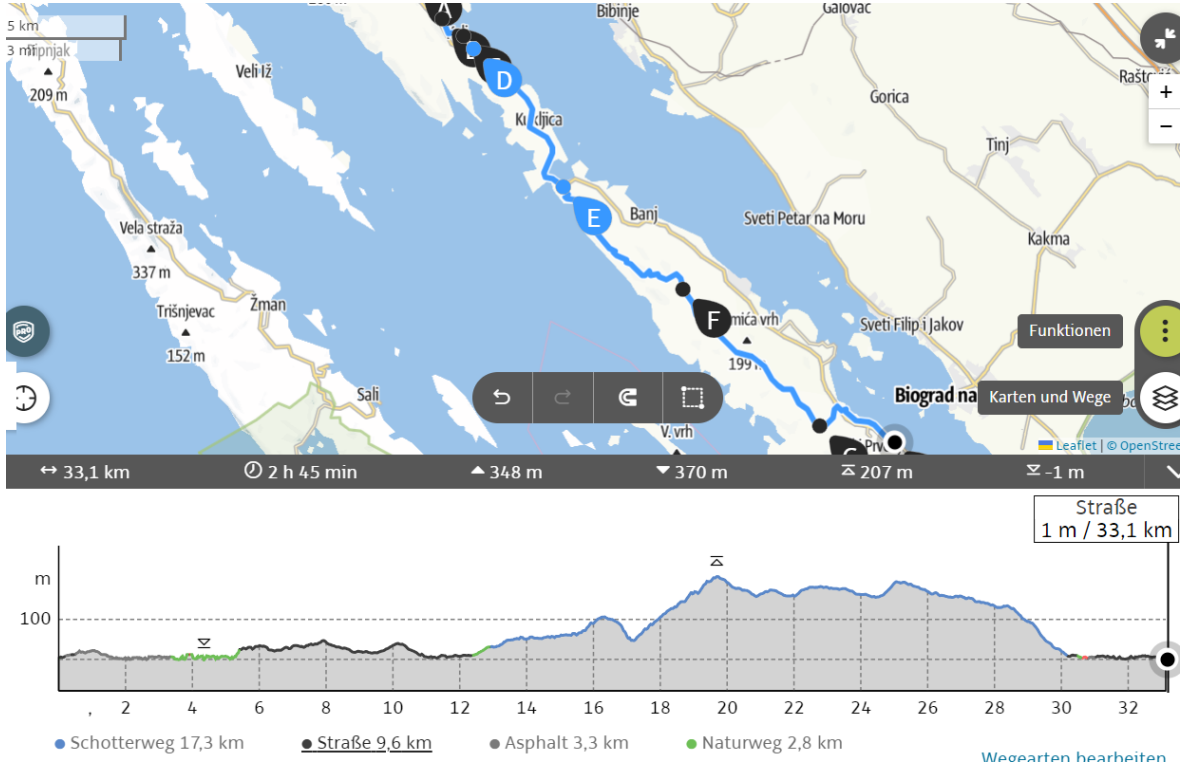 5 km
3 mi
Bibinje
Galovac
A
209 m
Veli Iž
D
Gorica
+
−
Kukljica
Tinj
Vela straža
337 m
E
Banj
Sveti Petar na Moru
Kakma
Trišnjevac
152 m
Žman
F
199 m
Sveti Filip i Jakov
PRO
Funktionen
Sali
Biograd na
Karten und Wege
V. vrh
Leaflet | © OpenStree
33,1 km
2 h 45 min
348 m
370 m
207 m
-1 m
Straße
1 m / 33,1 km
m
100
, 2 4 6 8 10 12 14 16 18 20 22 24 26 28 30 32
Schotterweg 17,3 km
Straße 9,6 km
Asphalt 3,3 km
Naturweg 2,8 km
Wegearten bearbeiten